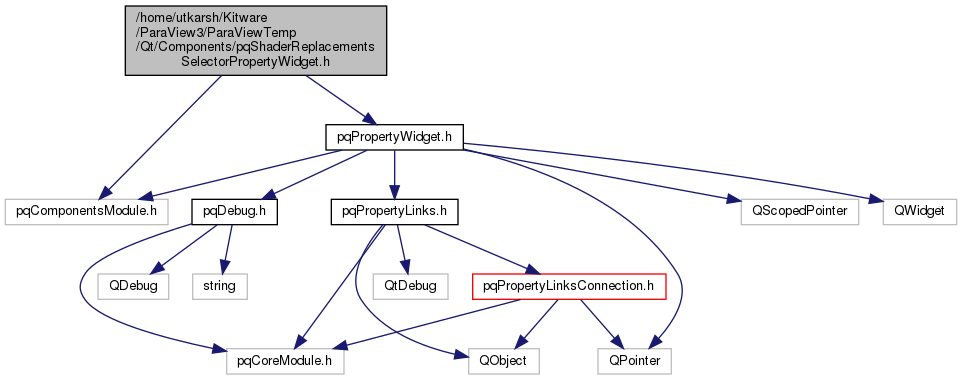 /home/utkarsh/Kitware
/ParaView3/ParaViewTemp
/Qt/Components/pqShaderReplacements
SelectorPropertyWidget.h
pqPropertyWidget.h
pqComponentsModule.h
pqDebug.h
pqPropertyLinks.h
QScopedPointer
QWidget
QDebug
string
QtDebug
pqPropertyLinksConnection.h
pqCoreModule.h
QObject
QPointer